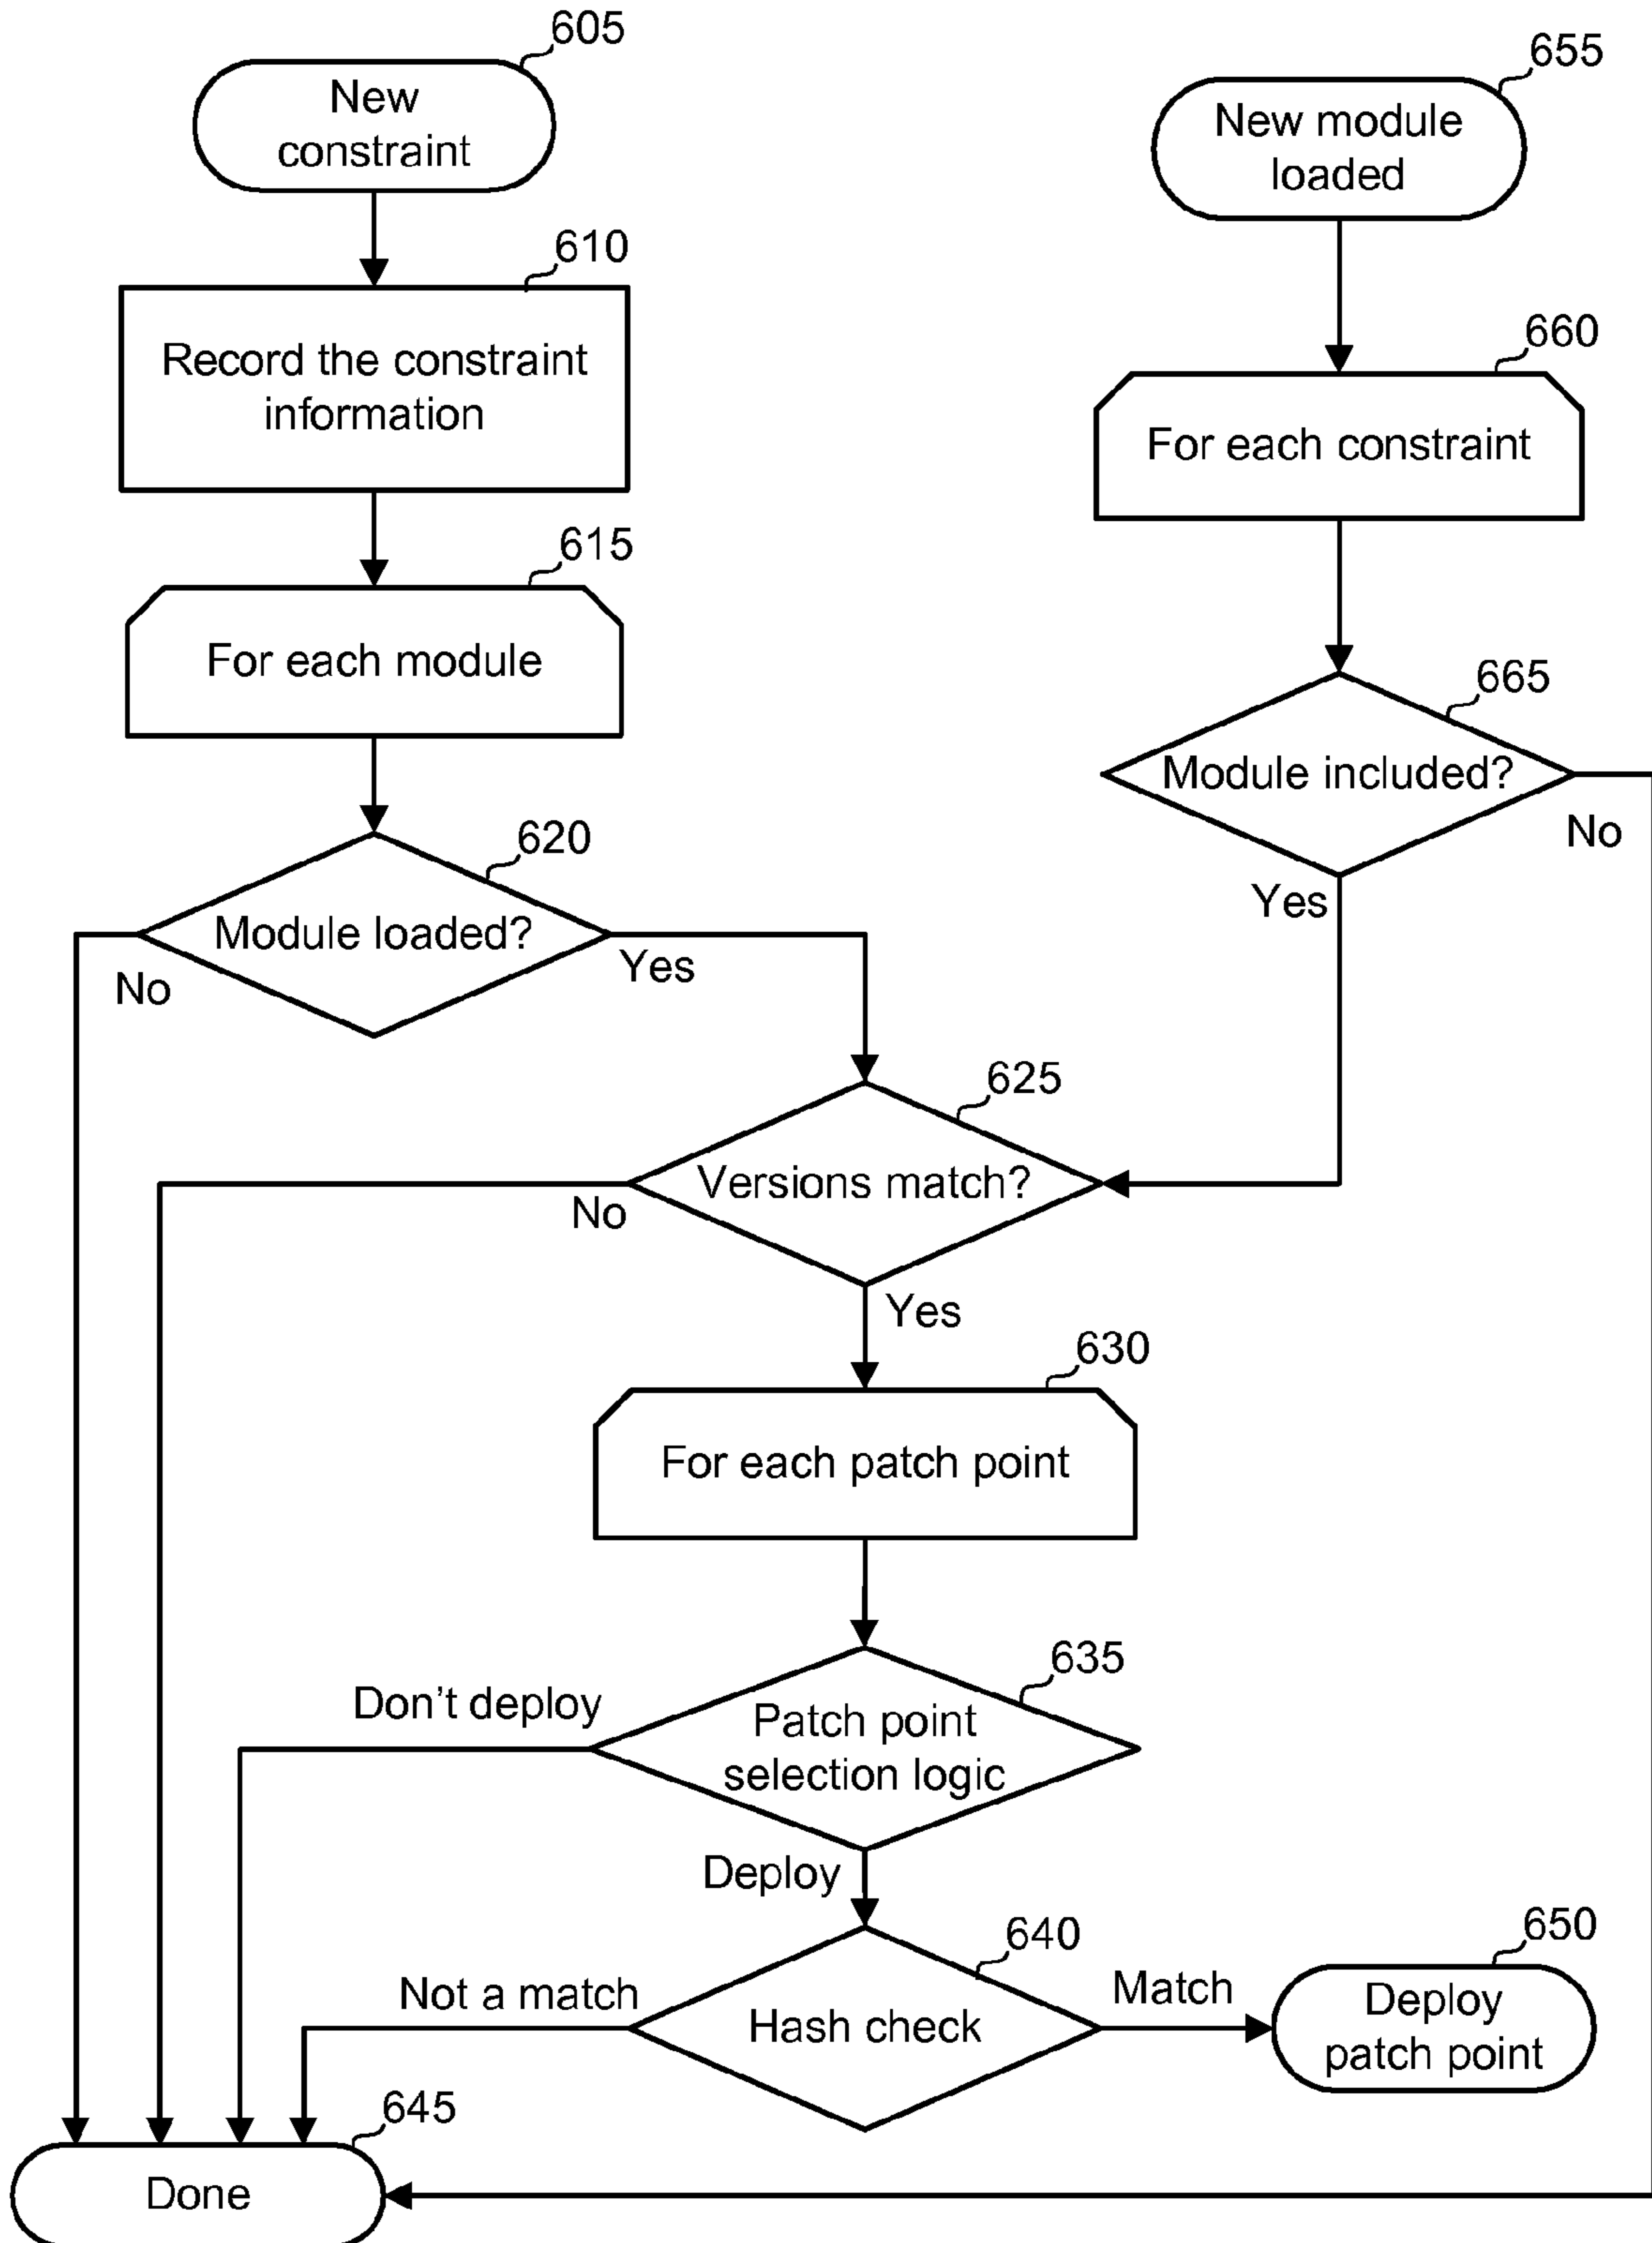 605
New
constraint
610
Record the constraint
information
615
For each module
620
Module loaded?
No
Yes
655
New module
loaded
660
For each constraint
665
Module included?
No
Yes
625
Versions match?
No
Yes
630
For each patch point
635
Patch point
selection logic
Don't deploy
Deploy
640
Hash check
Not a match
Match
650
Deploy
patch point
645
Done